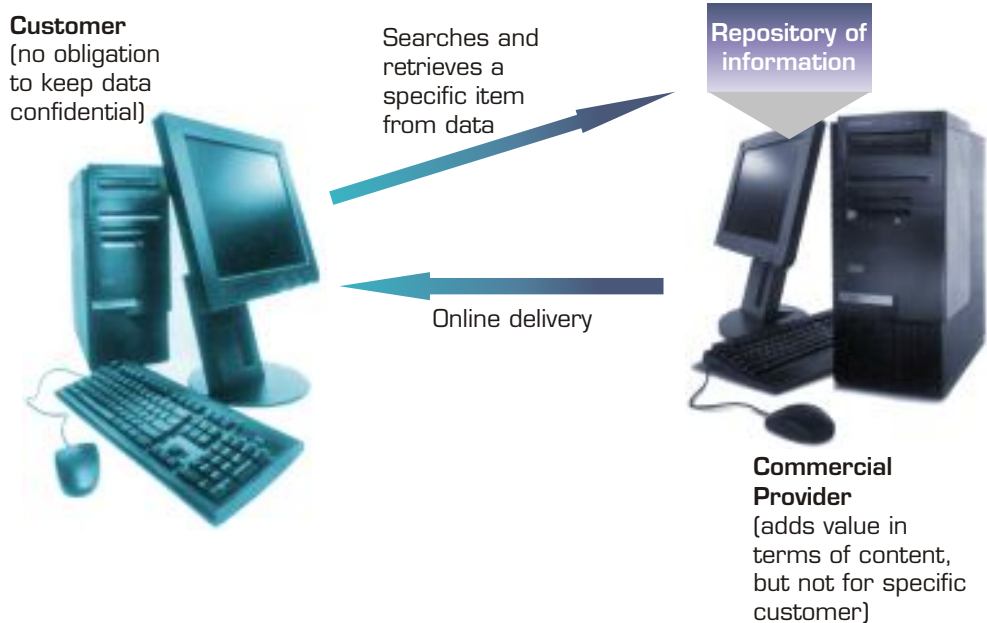 Customer
(no obligation
to keep data
confidential)
Searches and
retrieves a
specific item
from data
Repository of
information
Online delivery
Commercial
Provider
(adds value in
terms of content,
but not for specific
customer)